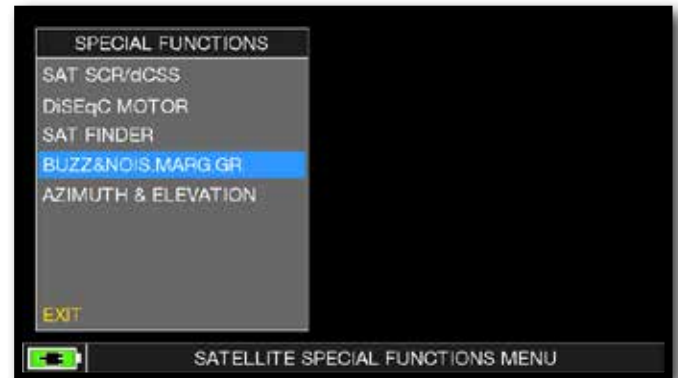 SPECIAL FUNCTIONS
SAT SCR/dCSS
DiSEqC MOTOR
SAT FINDER
BUZZ&NOIS.MARG.GR.
AZIMUTH & ELEVATION
EXIT
SATELLITE SPECIAL FUNCTIONS MENU